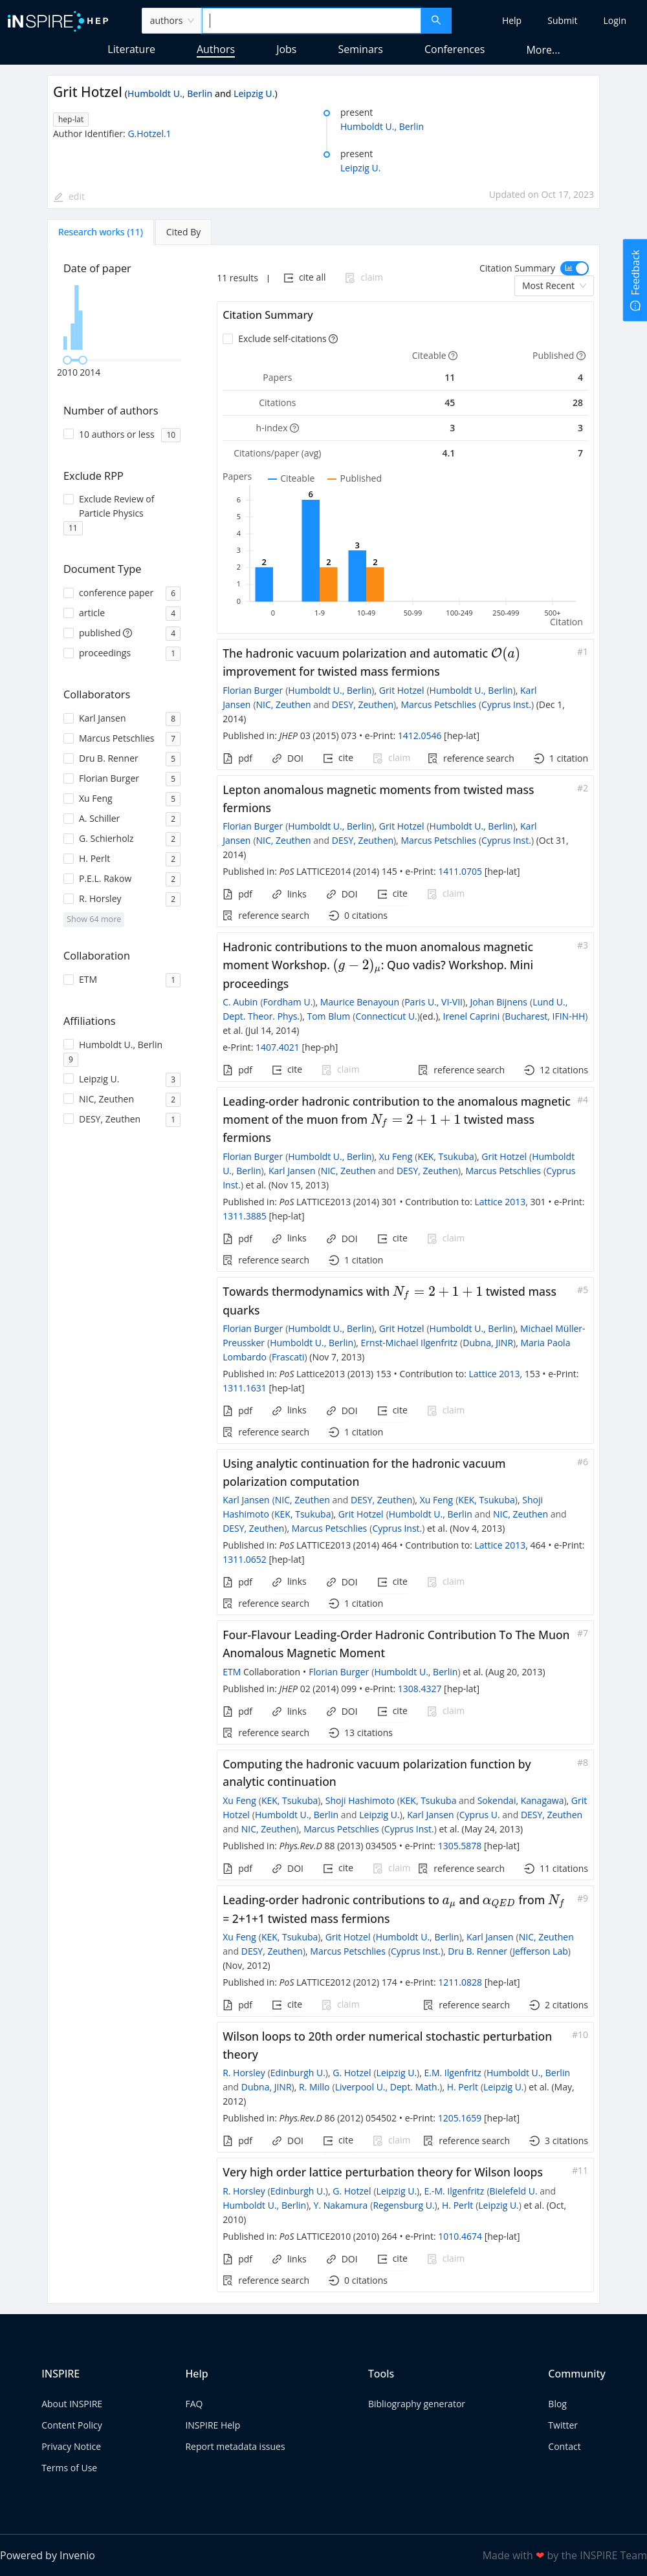 iNSPIRE HEP
authors
Help
Submit
Login
Literature
Authors
Jobs
Seminars
Conferences
More...
Grit Hotzel (Humboldt U., Berlin and Leipzig U.)
hep-lat
Author Identifier: G.Hotzel.1
present
Humboldt U., Berlin
present
Leipzig U.
edit
Updated on Oct 17, 2023
Research works (11)
Cited By
Feedback
Date of paper
2010 2014
Number of authors
10 authors or less 10
Exclude RPP
Exclude Review of
Particle Physics
11
Document Type
conference paper 6
article 4
published 4
proceedings 1
Collaborators
Karl Jansen 8
Marcus Petschlies 7
Dru B. Renner 5
Florian Burger 5
Xu Feng 5
A. Schiller 2
G. Schierholz 2
H. Perlt 2
P.E.L. Rakow 2
R. Horsley 2
Show 64 more
Collaboration
ETM 1
Affiliations
Humboldt U., Berlin
9
Leipzig U. 3
NIC, Zeuthen 2
DESY, Zeuthen 1
11 results | cite all claim
Citation Summary
Most Recent
Citation Summary
Exclude self-citations
Citeable Published
Papers 11 4
Citations 45 28
h-index 3 3
Citations/paper (avg) 4.1 7
Papers Citeable Published
6
5
4
3
2
1
0
2
6
2
3
2
0 1-9 10-49 50-99 100-249 250-499 500+
Citation
The hadronic vacuum polarization and automatic 𝒪(a) #1
improvement for twisted mass fermions
Florian Burger (Humboldt U., Berlin), Grit Hotzel (Humboldt U., Berlin), Karl
Jansen (NIC, Zeuthen and DESY, Zeuthen), Marcus Petschlies (Cyprus Inst.) (Dec 1,
2014)
Published in: JHEP 03 (2015) 073 • e-Print: 1412.0546 [hep-lat]
pdf DOI cite claim reference search 1 citation
Lepton anomalous magnetic moments from twisted mass #2
fermions
Florian Burger (Humboldt U., Berlin), Grit Hotzel (Humboldt U., Berlin), Karl
Jansen (NIC, Zeuthen and DESY, Zeuthen), Marcus Petschlies (Cyprus Inst.) (Oct 31,
2014)
Published in: PoS LATTICE2014 (2014) 145 • e-Print: 1411.0705 [hep-lat]
pdf links DOI cite claim
reference search 0 citations
Hadronic contributions to the muon anomalous magnetic #3
moment Workshop. (g − 2)μ: Quo vadis? Workshop. Mini
proceedings
C. Aubin (Fordham U.), Maurice Benayoun (Paris U., VI-VII), Johan Bijnens (Lund U.,
Dept. Theor. Phys.), Tom Blum (Connecticut U.)(ed.), Irenel Caprini (Bucharest, IFIN-HH)
et al. (Jul 14, 2014)
e-Print: 1407.4021 [hep-ph]
pdf cite claim reference search 12 citations
Leading-order hadronic contribution to the anomalous magnetic #4
moment of the muon from Nf = 2 + 1 + 1 twisted mass
fermions
Florian Burger (Humboldt U., Berlin), Xu Feng (KEK, Tsukuba), Grit Hotzel (Humboldt
U., Berlin), Karl Jansen (NIC, Zeuthen and DESY, Zeuthen), Marcus Petschlies (Cyprus
Inst.) et al. (Nov 15, 2013)
Published in: PoS LATTICE2013 (2014) 301 • Contribution to: Lattice 2013, 301 • e-Print:
1311.3885 [hep-lat]
pdf links DOI cite claim
reference search 1 citation
Towards thermodynamics with Nf = 2 + 1 + 1 twisted mass #5
quarks
Florian Burger (Humboldt U., Berlin), Grit Hotzel (Humboldt U., Berlin), Michael Müller-
Preussker (Humboldt U., Berlin), Ernst-Michael Ilgenfritz (Dubna, JINR), Maria Paola
Lombardo (Frascati) (Nov 7, 2013)
Published in: PoS Lattice2013 (2013) 153 • Contribution to: Lattice 2013, 153 • e-Print:
1311.1631 [hep-lat]
pdf links DOI cite claim
reference search 1 citation
Using analytic continuation for the hadronic vacuum #6
polarization computation
Karl Jansen (NIC, Zeuthen and DESY, Zeuthen), Xu Feng (KEK, Tsukuba), Shoji
Hashimoto (KEK, Tsukuba), Grit Hotzel (Humboldt U., Berlin and NIC, Zeuthen and
DESY, Zeuthen), Marcus Petschlies (Cyprus Inst.) et al. (Nov 4, 2013)
Published in: PoS LATTICE2013 (2014) 464 • Contribution to: Lattice 2013, 464 • e-Print:
1311.0652 [hep-lat]
pdf links DOI cite claim
reference search 1 citation
Four-Flavour Leading-Order Hadronic Contribution To The Muon #7
Anomalous Magnetic Moment
ETM Collaboration • Florian Burger (Humboldt U., Berlin) et al. (Aug 20, 2013)
Published in: JHEP 02 (2014) 099 • e-Print: 1308.4327 [hep-lat]
pdf links DOI cite claim
reference search 13 citations
Computing the hadronic vacuum polarization function by #8
analytic continuation
Xu Feng (KEK, Tsukuba), Shoji Hashimoto (KEK, Tsukuba and Sokendai, Kanagawa), Grit
Hotzel (Humboldt U., Berlin and Leipzig U.), Karl Jansen (Cyprus U. and DESY, Zeuthen
and NIC, Zeuthen), Marcus Petschlies (Cyprus Inst.) et al. (May 24, 2013)
Published in: Phys.Rev.D 88 (2013) 034505 • e-Print: 1305.5878 [hep-lat]
pdf DOI cite claim reference search 11 citations
Leading-order hadronic contributions to aμ and αQED from Nf #9
= 2+1+1 twisted mass fermions
Xu Feng (KEK, Tsukuba), Grit Hotzel (Humboldt U., Berlin), Karl Jansen (NIC, Zeuthen
and DESY, Zeuthen), Marcus Petschlies (Cyprus Inst.), Dru B. Renner (Jefferson Lab)
(Nov, 2012)
Published in: PoS LATTICE2012 (2012) 174 • e-Print: 1211.0828 [hep-lat]
pdf cite claim reference search 2 citations
Wilson loops to 20th order numerical stochastic perturbation #10
theory
R. Horsley (Edinburgh U.), G. Hotzel (Leipzig U.), E.M. Ilgenfritz (Humboldt U., Berlin
and Dubna, JINR), R. Millo (Liverpool U., Dept. Math.), H. Perlt (Leipzig U.) et al. (May,
2012)
Published in: Phys.Rev.D 86 (2012) 054502 • e-Print: 1205.1659 [hep-lat]
pdf DOI cite claim reference search 3 citations
Very high order lattice perturbation theory for Wilson loops #11
R. Horsley (Edinburgh U.), G. Hotzel (Leipzig U.), E.-M. Ilgenfritz (Bielefeld U. and
Humboldt U., Berlin), Y. Nakamura (Regensburg U.), H. Perlt (Leipzig U.) et al. (Oct,
2010)
Published in: PoS LATTICE2010 (2010) 264 • e-Print: 1010.4674 [hep-lat]
pdf links DOI cite claim
reference search 0 citations
INSPIRE
About INSPIRE
Content Policy
Privacy Notice
Terms of Use
Help
FAQ
INSPIRE Help
Report metadata issues
Tools
Bibliography generator
Community
Blog
Twitter
Contact
Powered by Invenio
Made with ❤ by the INSPIRE Team